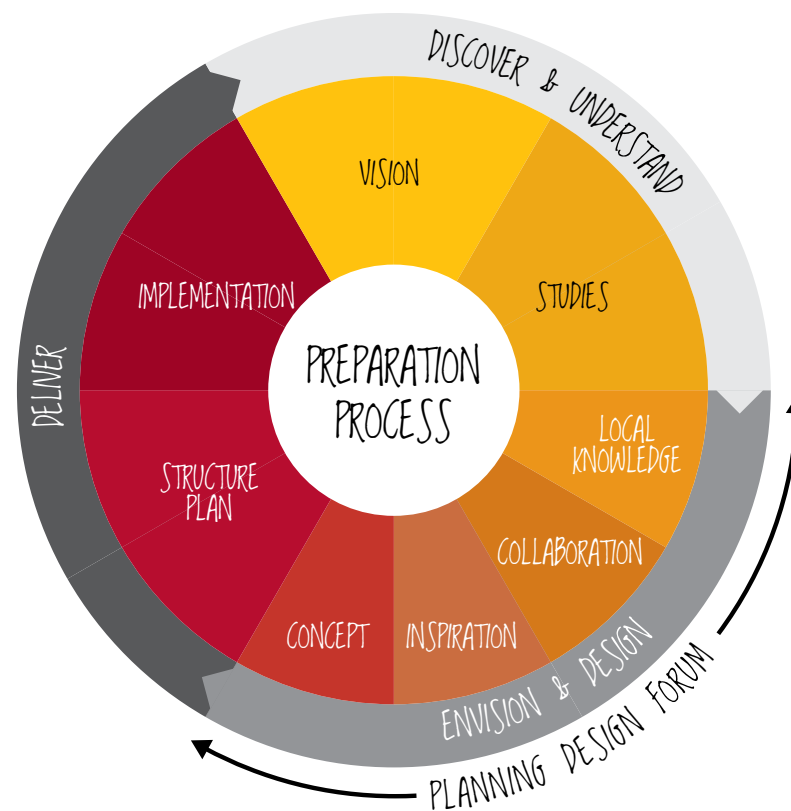 DISCOVER & UNDERSTAND
VISION
STUDIES
LOCAL
KNOWLEDGE
COLLABORATION
INSPIRATION
CONCEPT
STRUCTURE
PLAN
IMPLEMENTATION
PREPARATION
PROCESS
DELIVER
ENVISION & DESIGN
PLANNING DESIGN FORUM